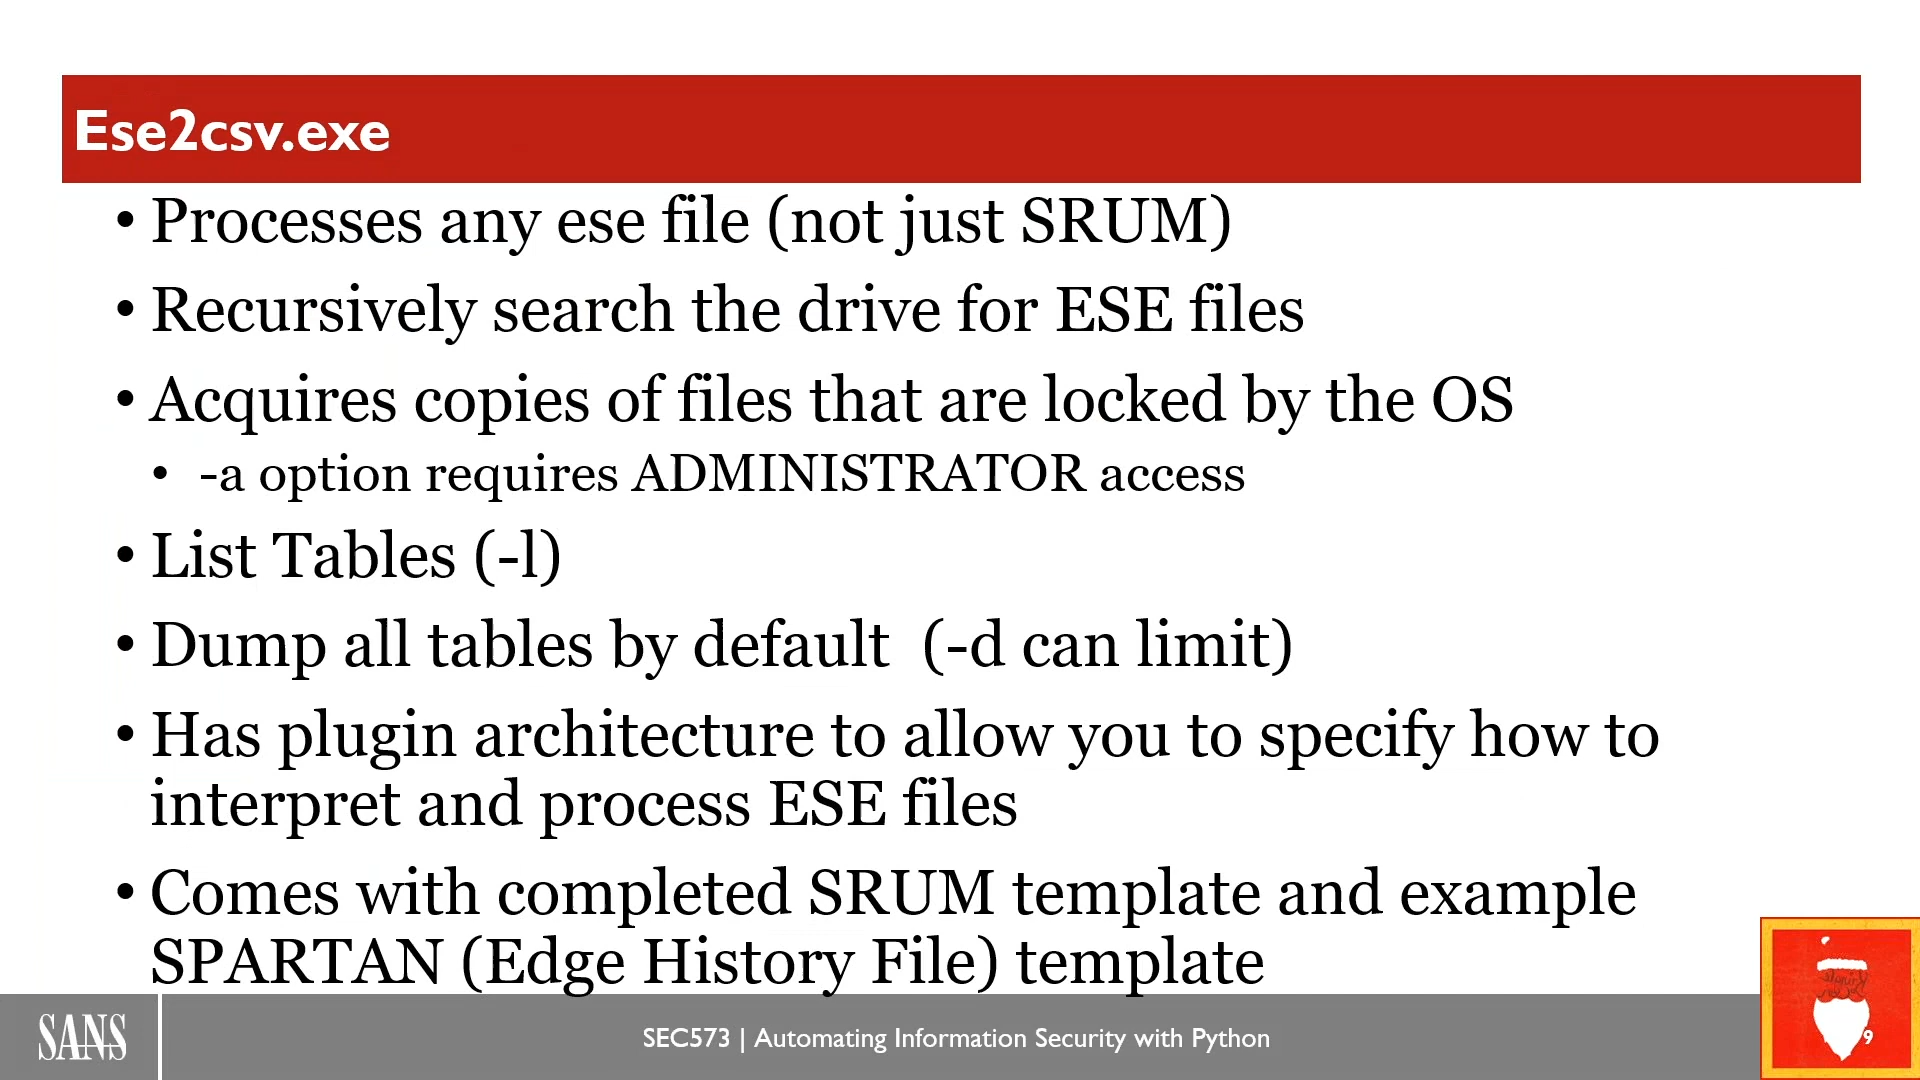 Ese2csv.exe
• Processes any ese file (not just SRUM)
• Recursively search the drive for ESE files
• Acquires copies of files that are locked by the OS
• -a option requires ADMINISTRATOR access
• List Tables (-l)
• Dump all tables by default  (-d can limit)
• Has plugin architecture to allow you to specify how to
interpret and process ESE files
• Comes with completed SRUM template and example
SPARTAN (Edge History File) template
SANS
SEC573 | Automating Information Security with Python
9